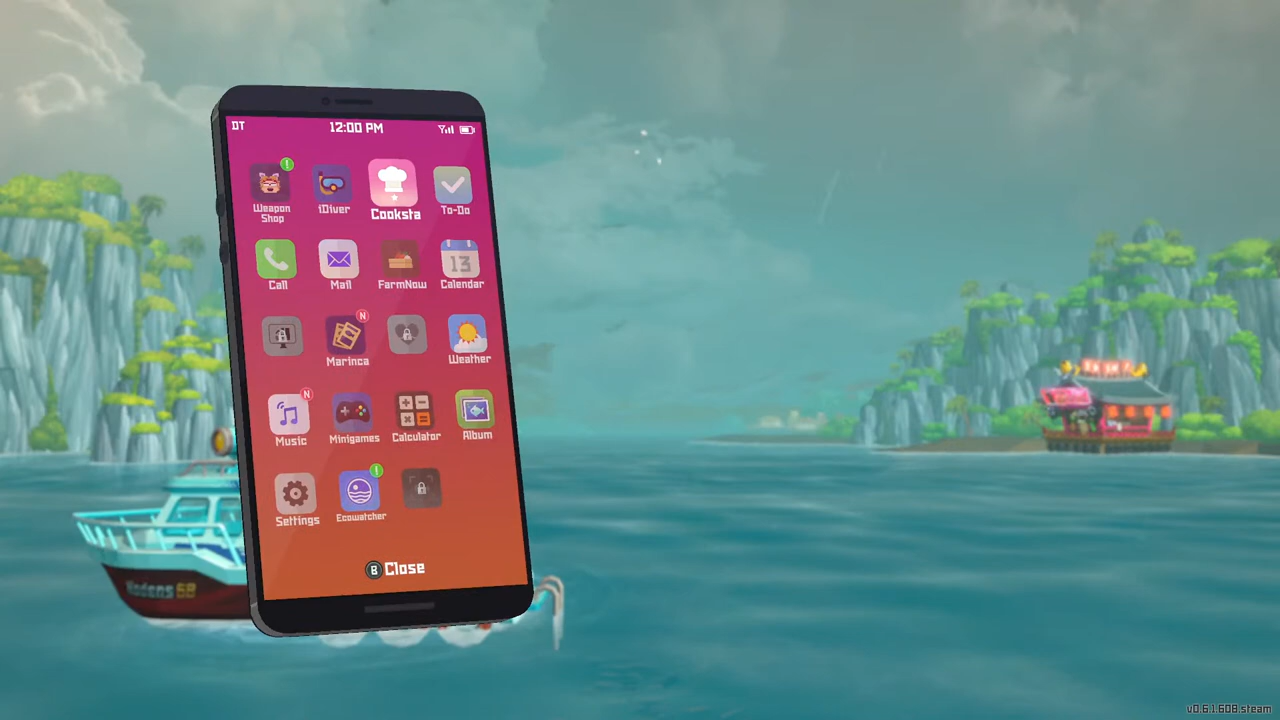 DT
12:00 PM
Weapon
Shop
iDiver
Cooksta
To-Do
Call
Mail
FarmNow
13
Calendar
N
Marinca
Weather
N
Music
Minigames
Calculator
Album
Settings
Ecowatcher
B Close
v0.6.1.608.steam